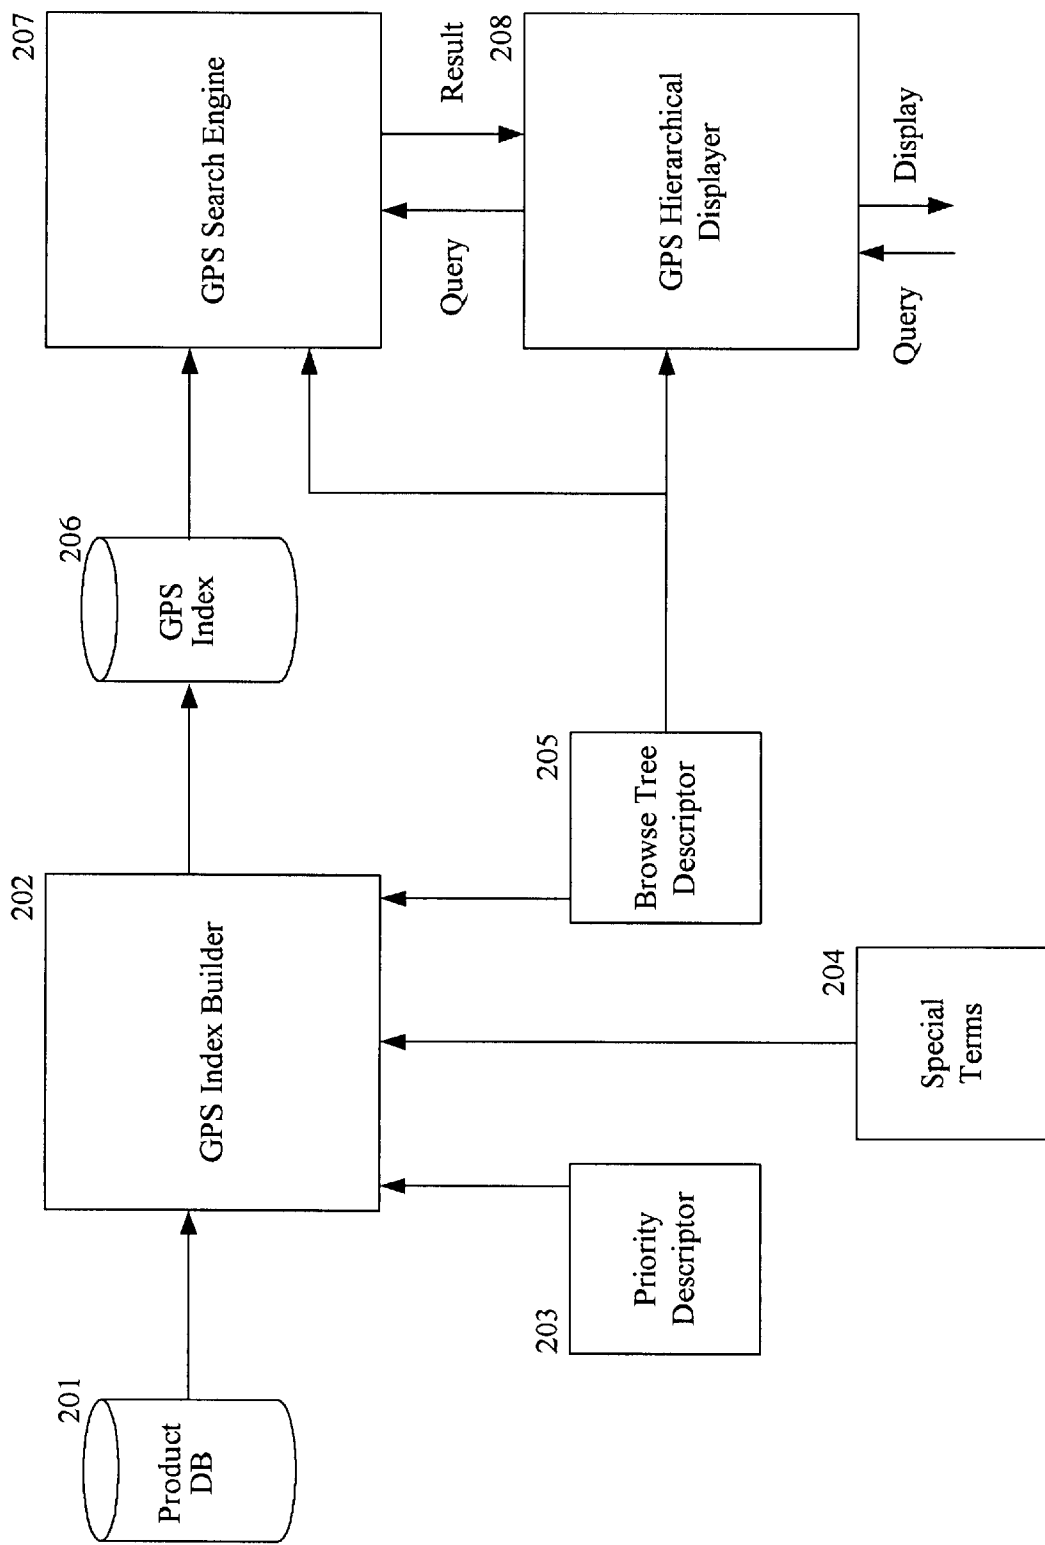 201
Product
DB
202
GPS Index Builder
206
GPS
Index
207
GPS Search Engine
Query
Result
203
Priority
Descriptor
205
Browse Tree
Descriptor
208
GPS Hierarchical
Displayer
204
Special
Terms
Query
Display